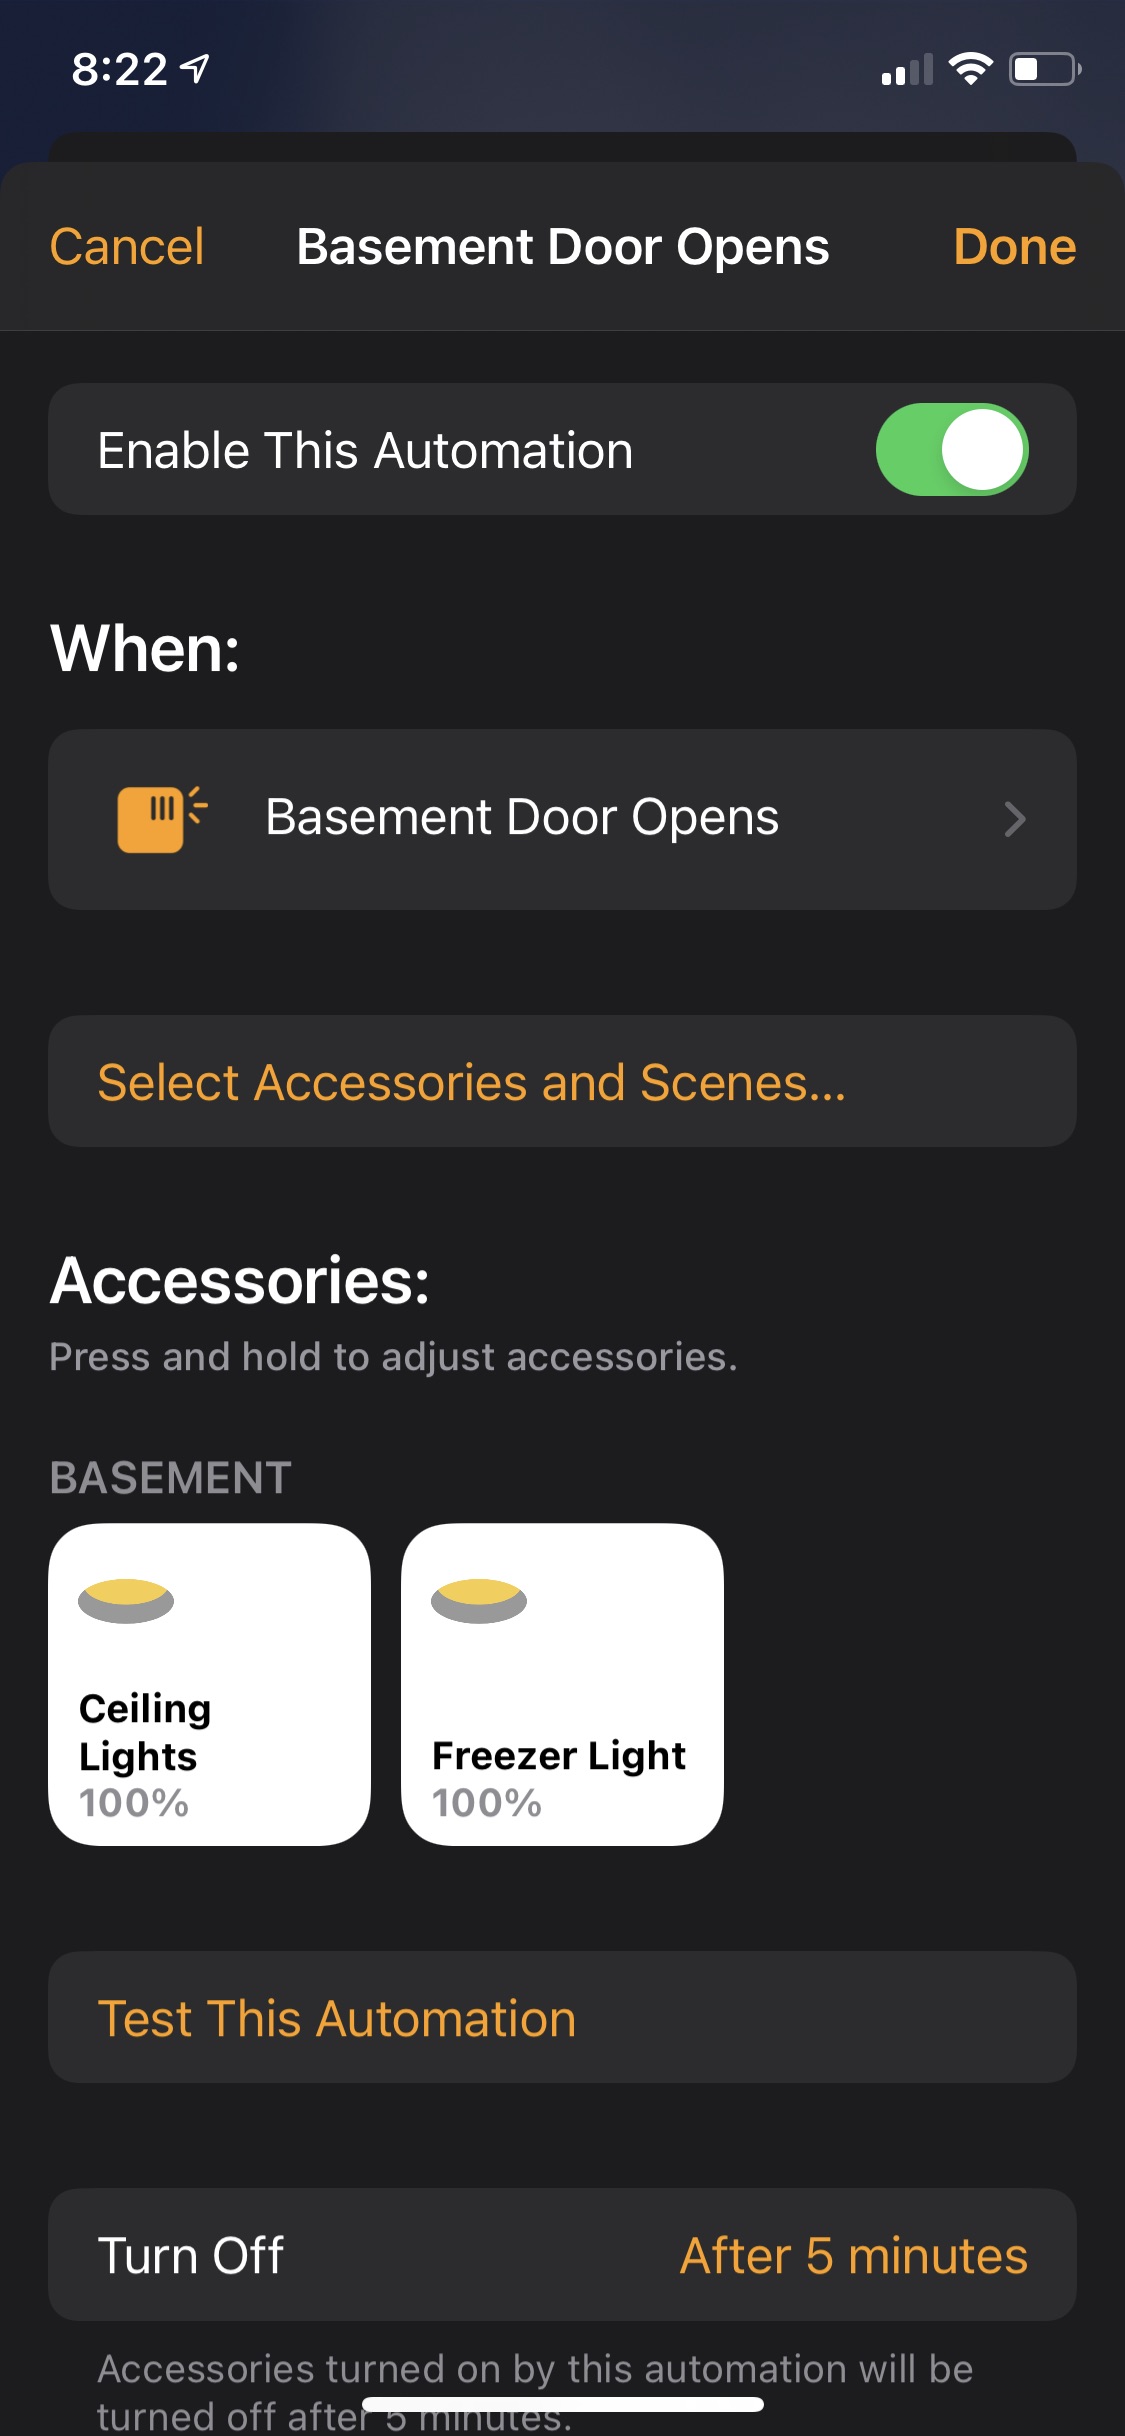 8:22
Cancel Basement Door Opens Done
Enable This Automation
When:
Basement Door Opens
Select Accessories and Scenes...
Accessories:
Press and hold to adjust accessories.
BASEMENT
Ceiling
Lights
100%
Freezer Light
100%
Test This Automation
Turn Off After 5 minutes
Accessories turned on by this automation will be
turned off after 5 minutes.